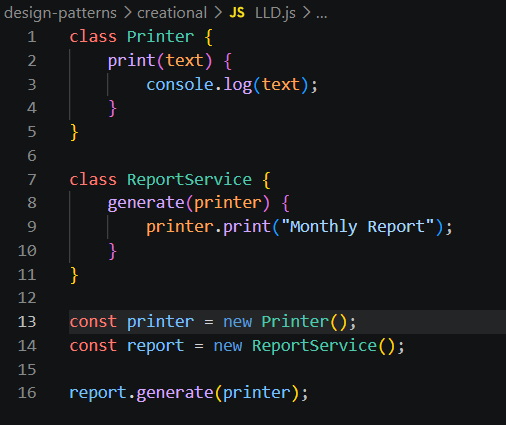 design-patterns > creational > JS LLD.js > ...
1 class Printer {
2     print(text) {
3         console.log(text);
4     }
5 }
6
7 class ReportService {
8     generate(printer) {
9         printer.print("Monthly Report");
10     }
11 }
12
13 const printer = new Printer();
14 const report = new ReportService();
15
16 report.generate(printer);